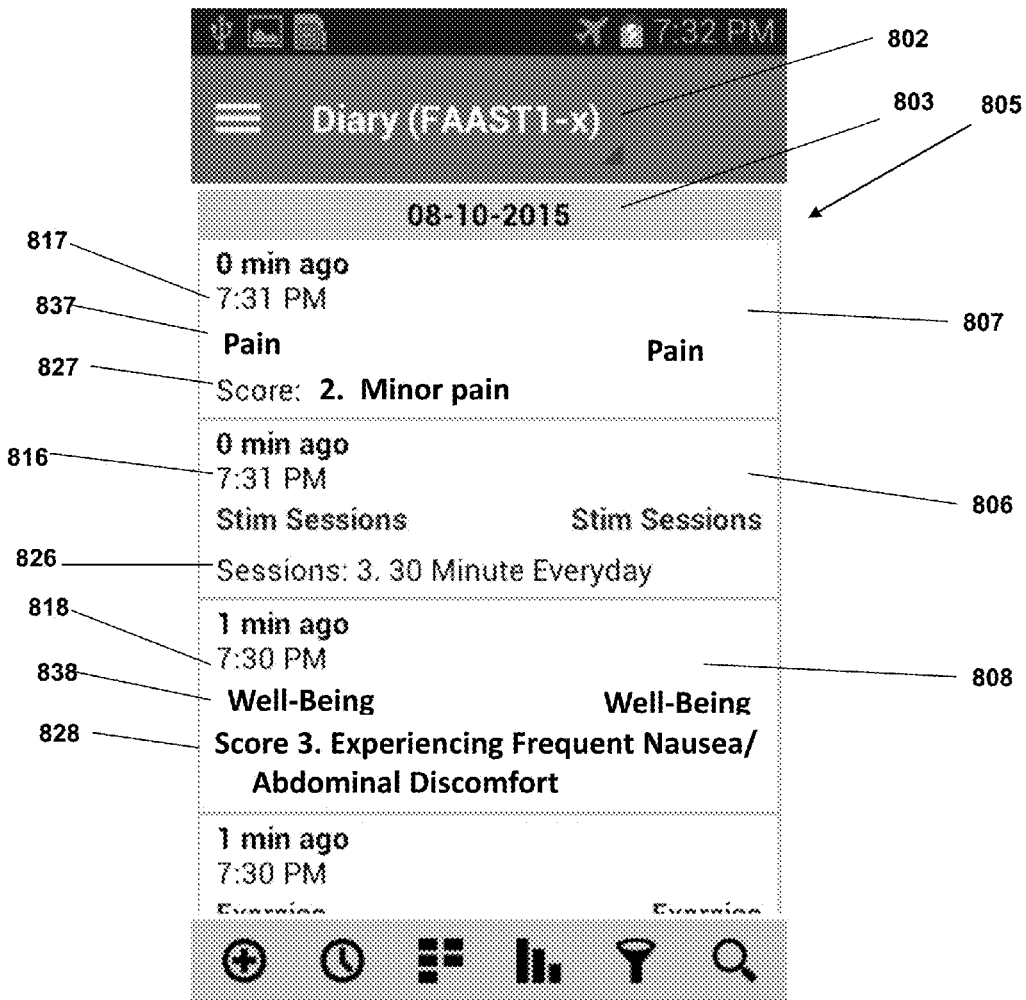 7:32 PM
802
Diary (FAAST1-x)
803
805
08-10-2015
817
0 min ago
7:31 PM
837
807
Pain Pain
827
Score: 2. Minor pain
0 min ago
816
7:31 PM
806
Stim Sessions Stim Sessions
826
Sessions: 3. 30 Minute Everyday
818
1 min ago
7:30 PM
838
808
Well-Being Well-Being
828
Score 3. Experiencing Frequent Nausea/
Abdominal Discomfort
1 min ago
7:30 PM